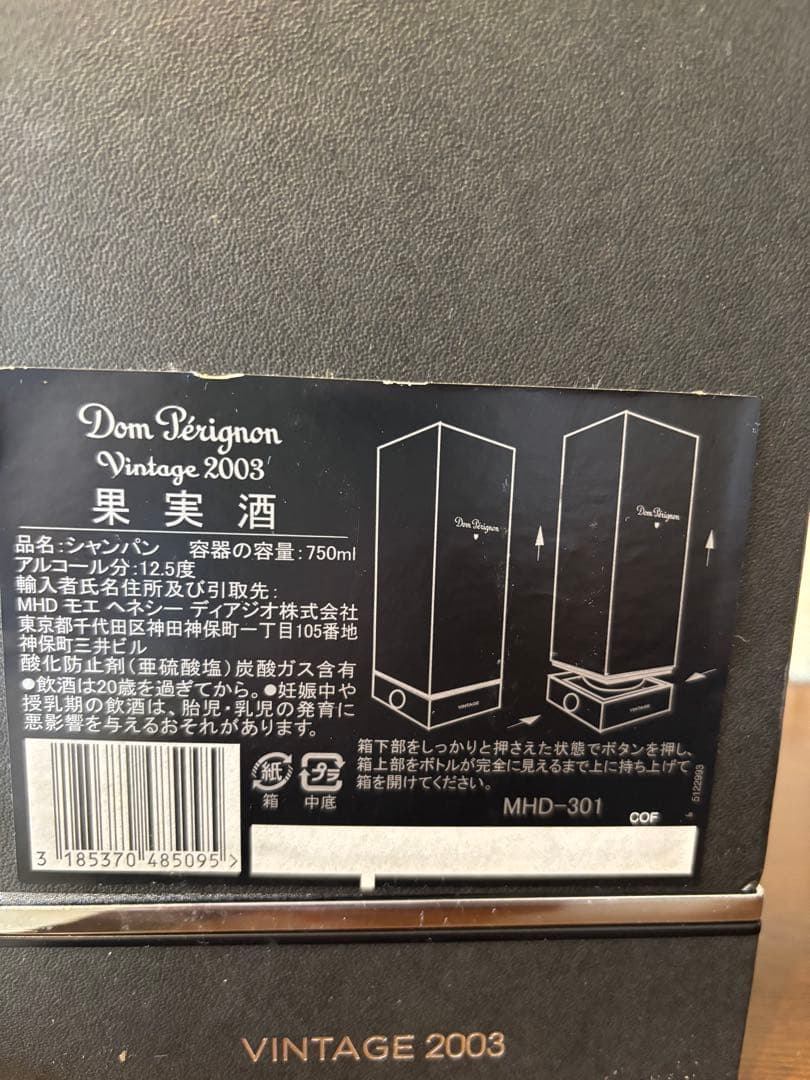 Dom Pérignon
Vintage 2003
果実酒
品名:シャンパン 容器の容量:750ml
アルコール分:12.5度
輸入者氏名住所及び引取先:
MHD モエ ヘネシー ディアジオ株式会社
東京都千代田区神田神保町一丁目105番地
神保町三井ビル
酸化防止剤(亜硫酸塩)炭酸ガス含有
●飲酒は20歳を過ぎてから。●妊娠中や
授乳期の飲酒は、胎児・乳児の発育に
悪影響を与えるおそれがあります。
Dom Pérignon
VINTAGE
Dom Pérignon
VINTAGE
紙
箱
プラ
中底
箱下部をしっかりと押さえた状態でボタンを押し、
箱上部をボトルが完全に見えるまで上に持ち上げて
箱を開けてください。
MHD-301
COF
5122993
3 185370 485095 >
VINTAGE 2003